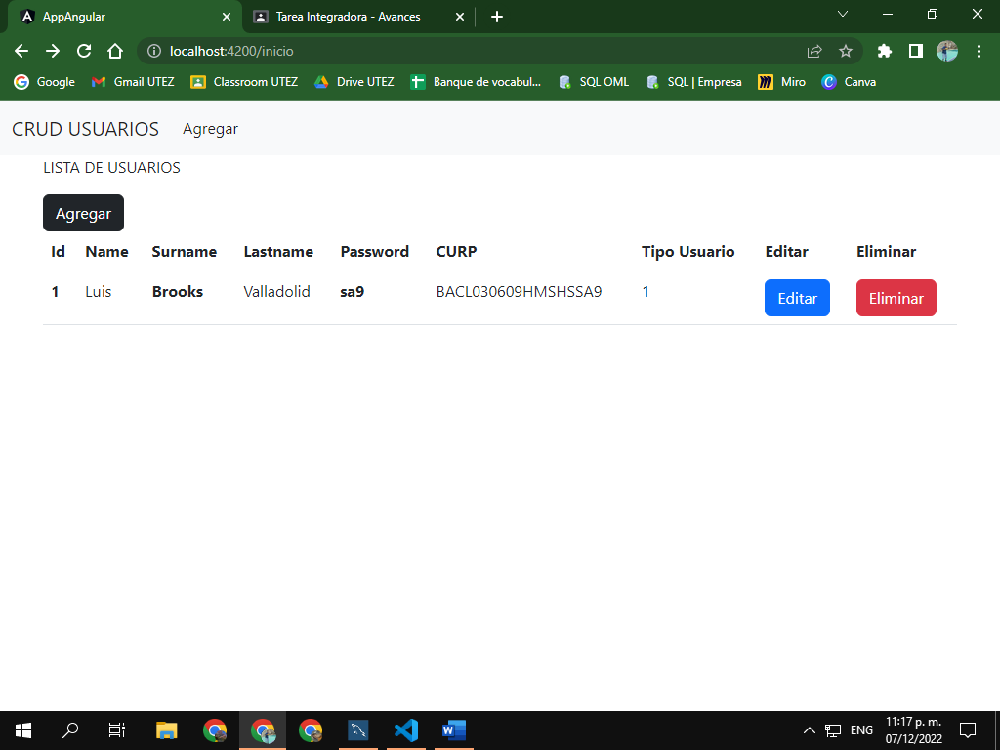 AppAngular
Tarea Integradora - Avances
localhost:4200/inicio
Google Gmail UTEZ Classroom UTEZ Drive UTEZ Banque de vocabul... SQL OML SQL | Empresa Miro Canva
CRUD USUARIOS Agregar
LISTA DE USUARIOS
Agregar
Id Name Surname Lastname Password CURP Tipo Usuario Editar Eliminar
1 Luis Brooks Valladolid sa9 BACL030609HMSHSSA9 1 Editar Eliminar
ENG
11:17 p. m.
07/12/2022